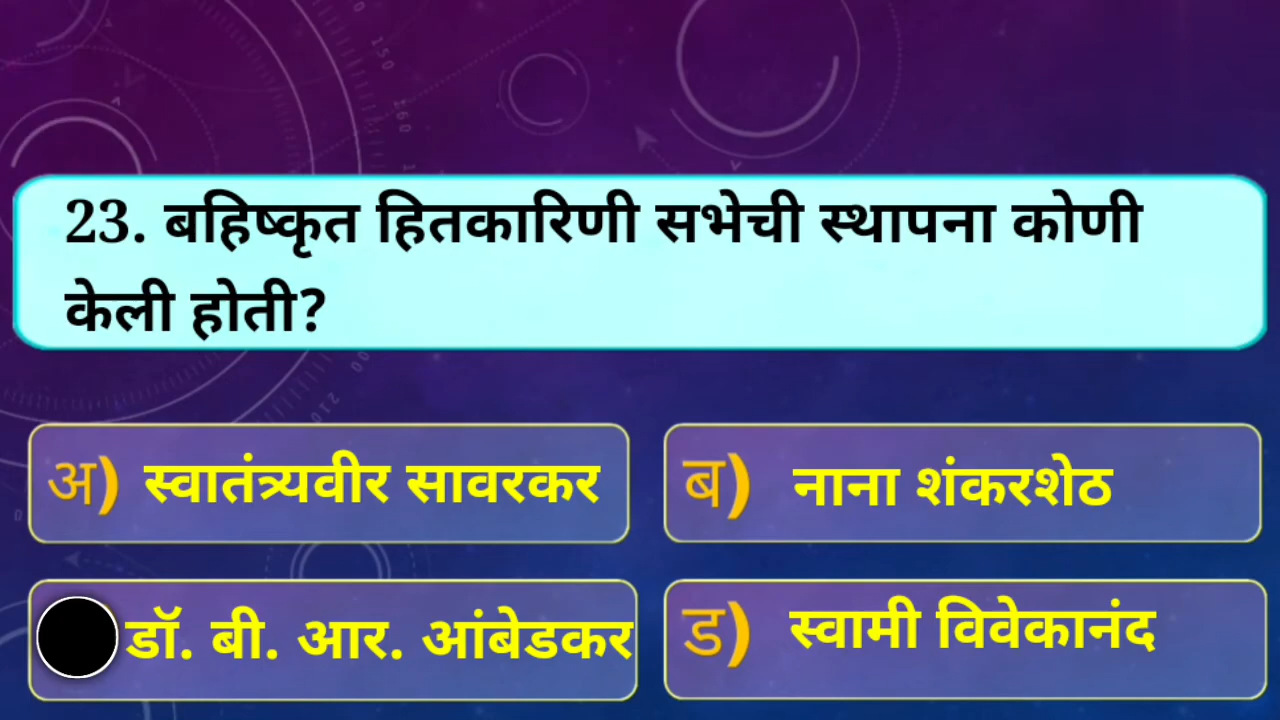 23. बहिष्कृत हितकारिणी सभेची स्थापना कोणी
केली होती?
अ) स्वातंत्र्यवीर सावरकर
ब) नाना शंकरशेठ
डॉ. बी. आर. आंबेडकर
ड) स्वामी विवेकानंद